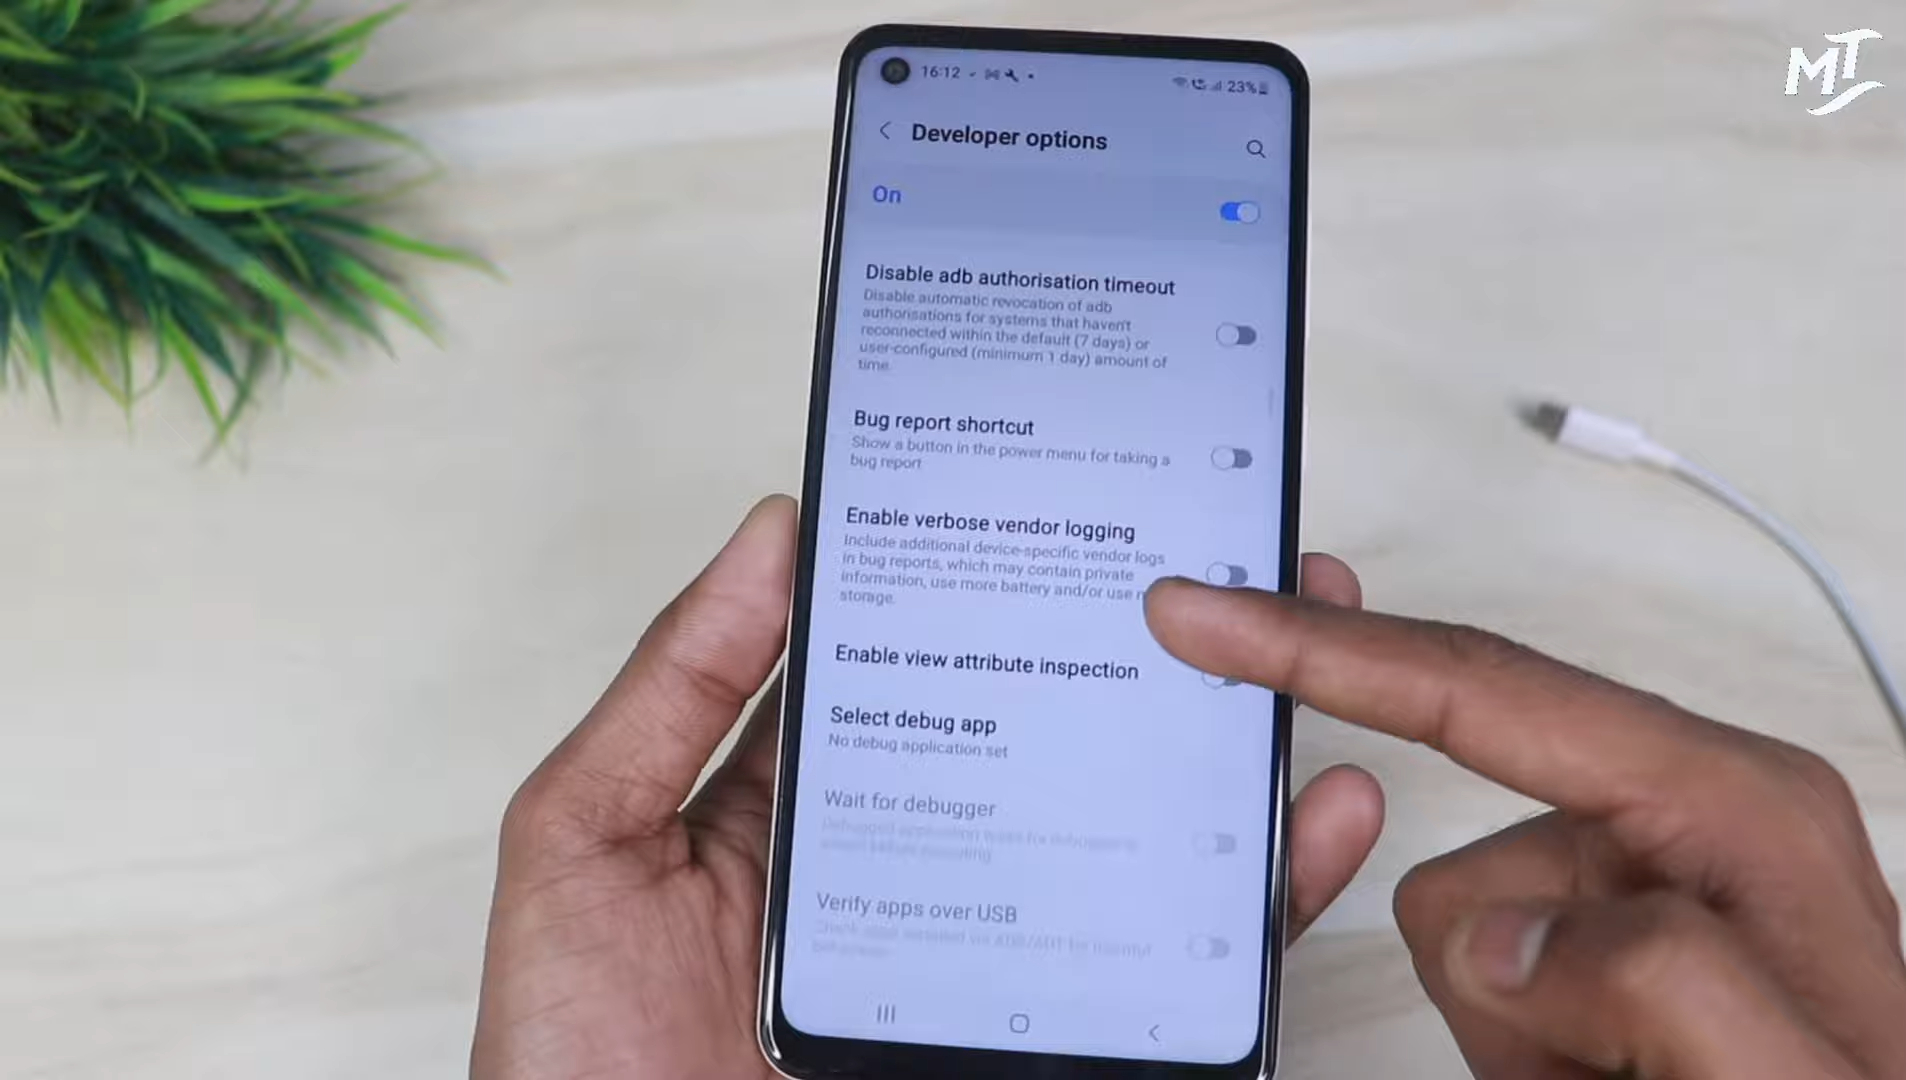 MT
16:12
23%
Developer options
On
Disable adb authorisation timeout
Disable automatic revocation of adb
authorisations for systems that haven't
reconnected within the default (7 days) or
user-configured (minimum 1 day) amount of
time.
Bug report shortcut
Show a button in the power menu for taking a
bug report
Enable verbose vendor logging
Include additional device-specific vendor logs
in bug reports, which may contain private
information, use more battery and/or use
storage.
Enable view attribute inspection
Select debug app
No debug application set
Wait for debugger
Verify apps over USB